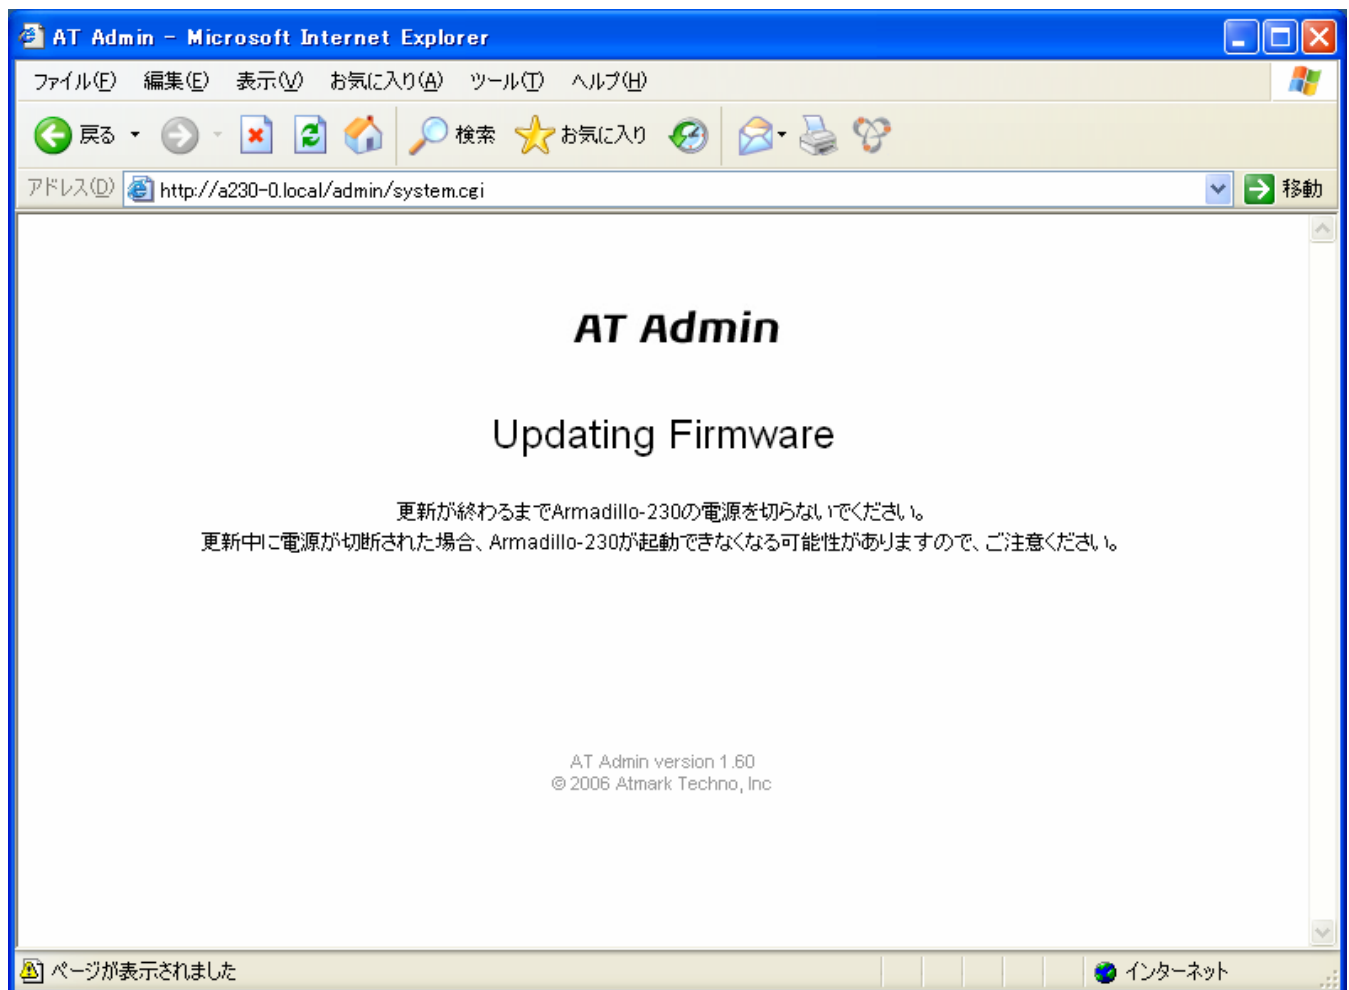 AT Admin - Microsoft Internet Explorer
ファイル(F) 編集(E) 表示(V) お気に入り(A) ツール(T) ヘルプ(H)
戻る 検索 お気に入り
アドレス(D) http://a230-0.local/admin/system.cgi 移動
AT Admin
Updating Firmware
更新が終わるまでArmadillo-230の電源を切らないでください。
更新中に電源が切断された場合、Armadillo-230が起動できなくなる可能性がありますので、ご注意ください。
AT Admin version 1.60
© 2006 Atmark Techno, Inc
ページが表示されました インターネット